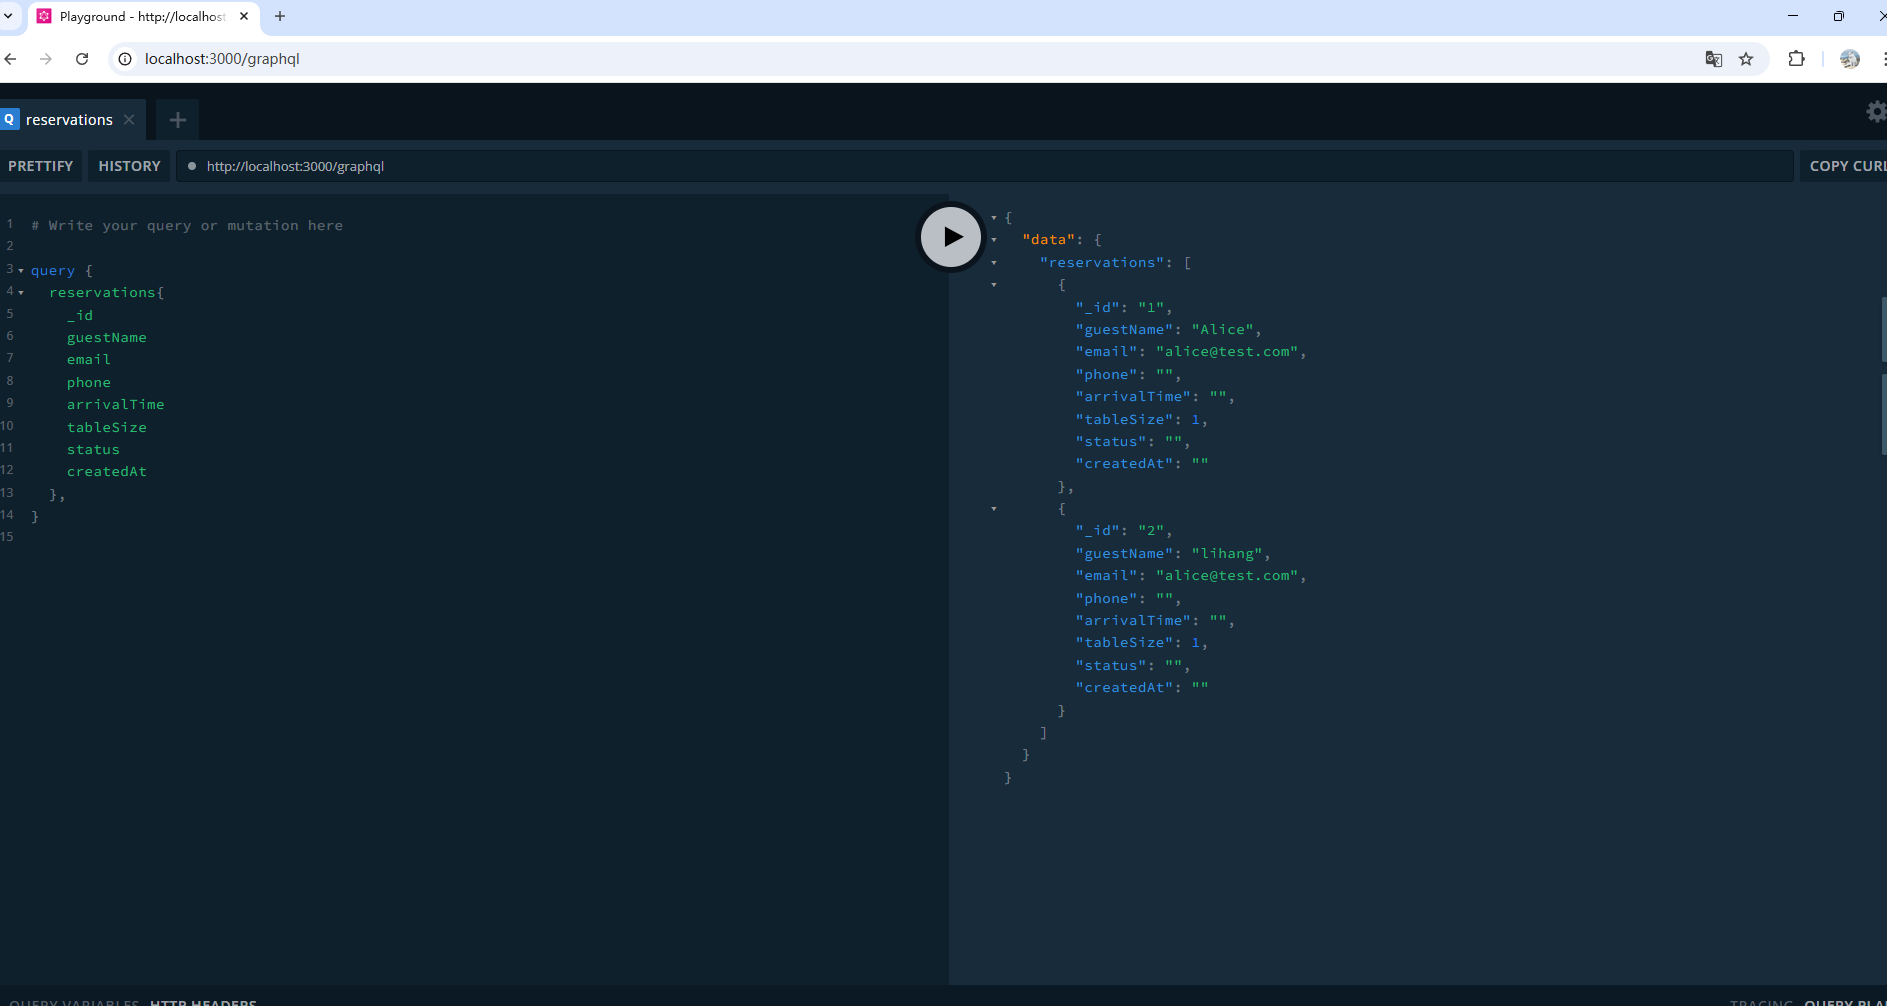 Playground - http://localhost
localhost:3000/graphql
Q reservations
PRETTIFY HISTORY http://localhost:3000/graphql COPY CURL
1 # Write your query or mutation here
2
3 query {
4 reservations{
5 _id
6 guestName
7 email
8 phone
9 arrivalTime
10 tableSize
11 status
12 createdAt
13 },
14 }
15
{
"data": {
"reservations": [
{
"_id": "1",
"guestName": "Alice",
"email": "alice@test.com",
"phone": "",
"arrivalTime": "",
"tableSize": 1,
"status": "",
"createdAt": ""
},
{
"_id": "2",
"guestName": "lihang",
"email": "alice@test.com",
"phone": "",
"arrivalTime": "",
"tableSize": 1,
"status": "",
"createdAt": ""
}
]
}
}
QUERY VARIABLES HTTP HEADERS TRACING QUERY PLA